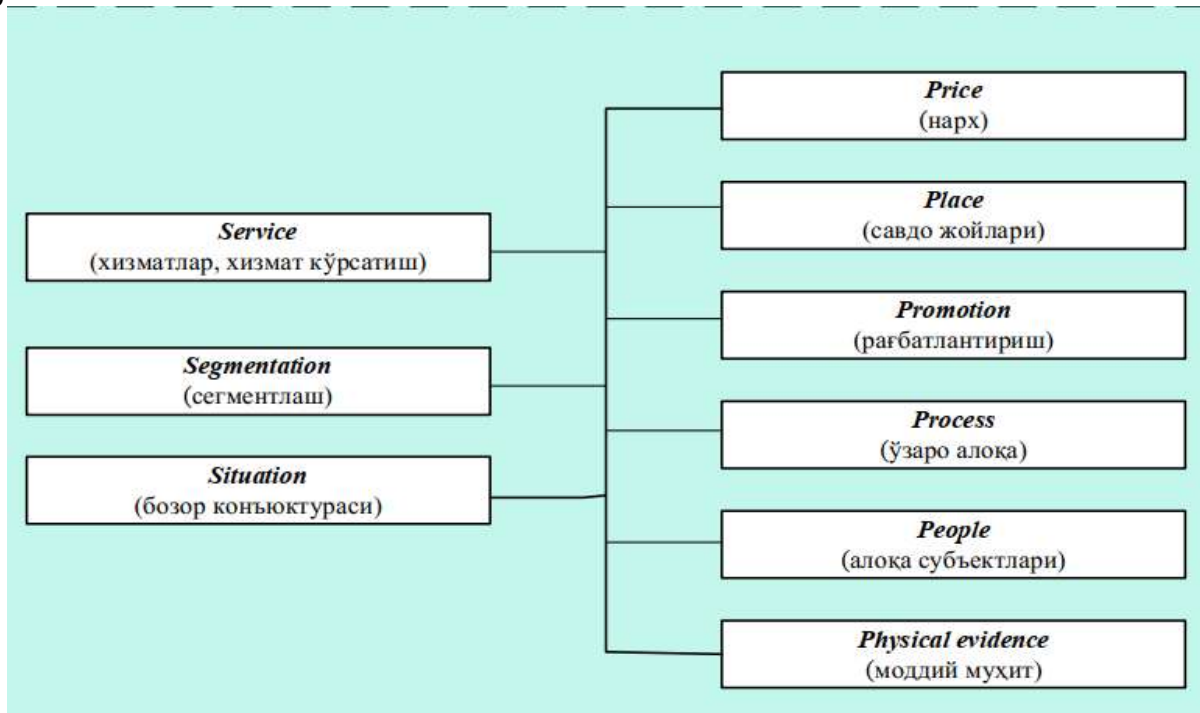 Service
(хизматлар, хизмат кўрсатиш)
Segmentation
(сегментлаш)
Situation
(бозор конъюктураси)
Price
(нарх)
Place
(савдо жойлари)
Promotion
(рағбатлантириш)
Process
(ўзаро алоқа)
People
(алоқа субъектлари)
Physical evidence
(моддий муҳит)